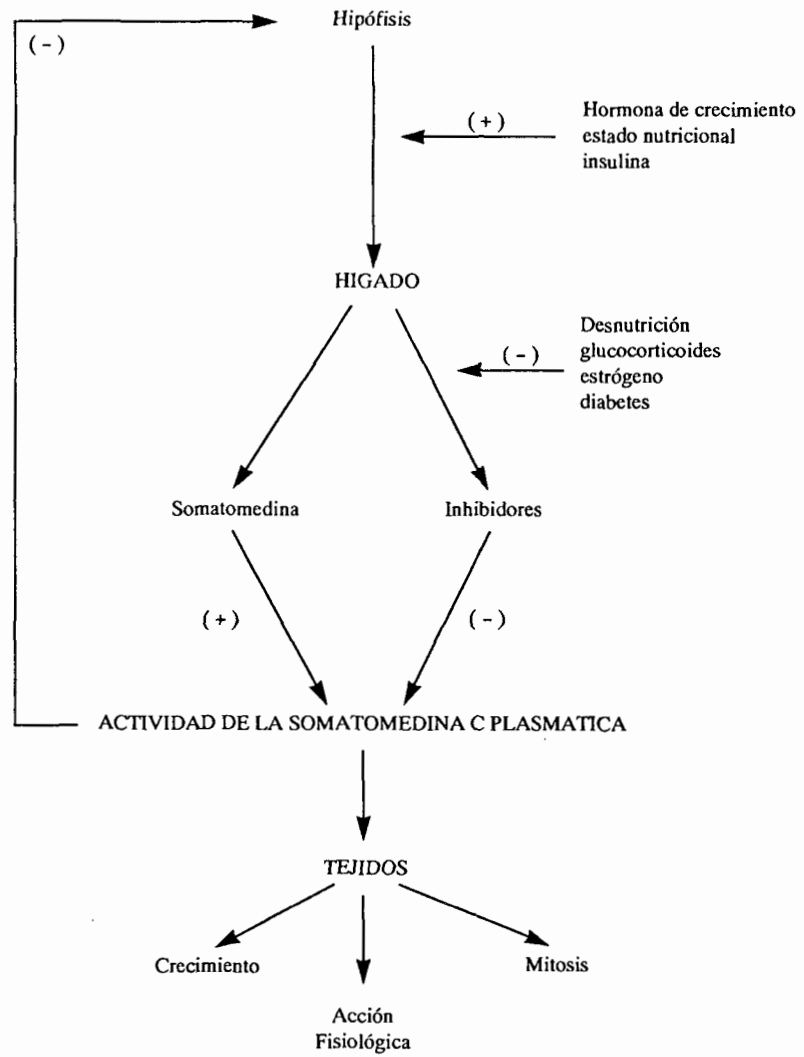 Hipófisis
(-)
(+)
Hormona de crecimiento
estado nutricional
insulina
HIGADO
(-)
Desnutrición
glucocorticoides
estrógeno
diabetes
Somatomedina
Inhibidores
(+)
(-)
ACTIVIDAD DE LA SOMATOMEDINA C PLASMATICA
TEJIDOS
Crecimiento
Mitosis
Acción
Fisiológica